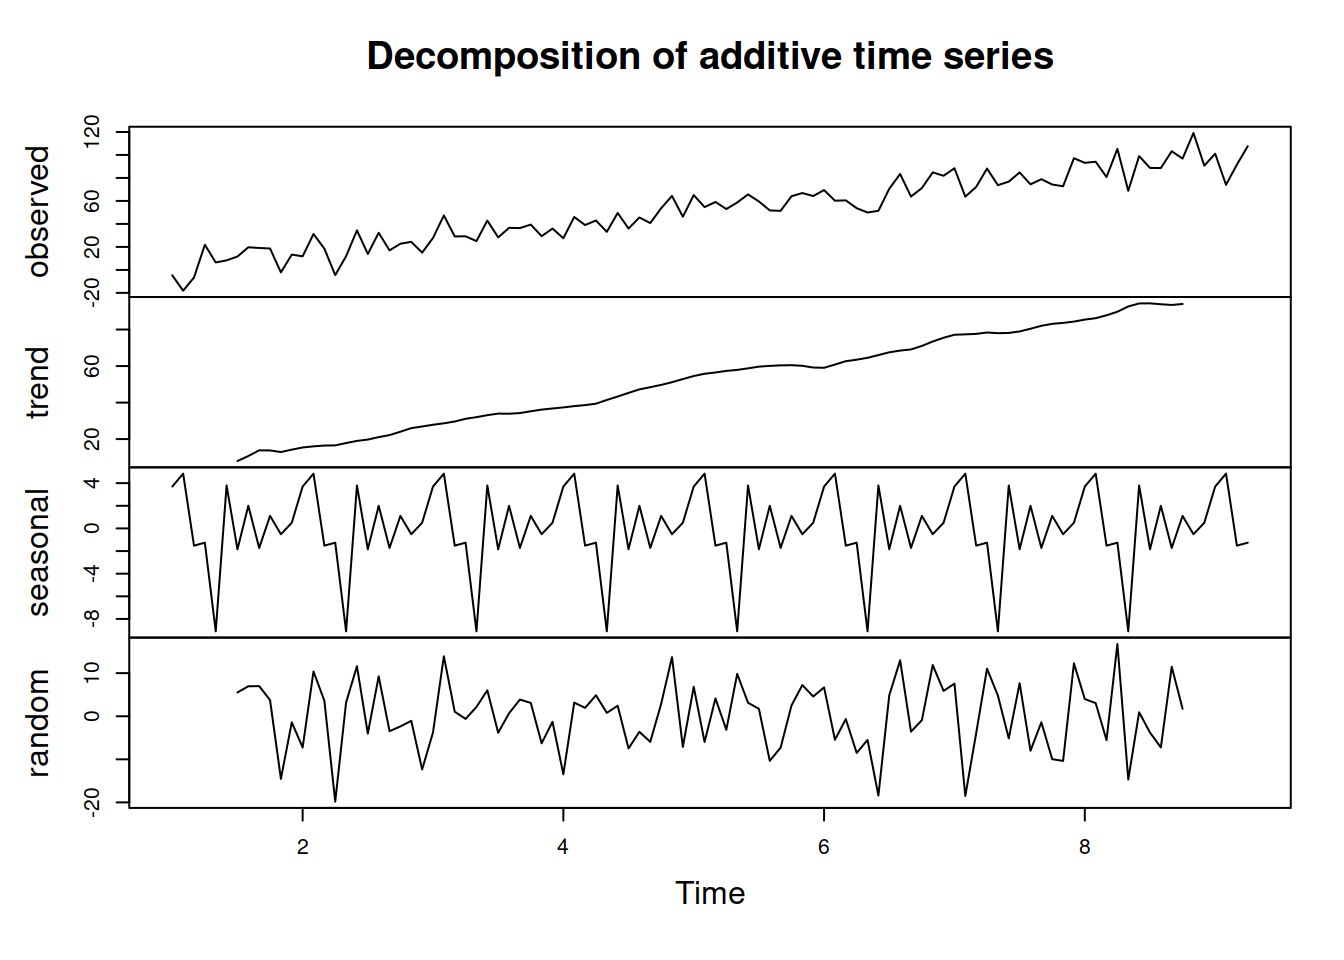 Decomposition of additive time series
observed
-20 20 60 120
trend
20 60
seasonal
-8 -4 0 4
random
-20 0 10
2 4 6 8
Time